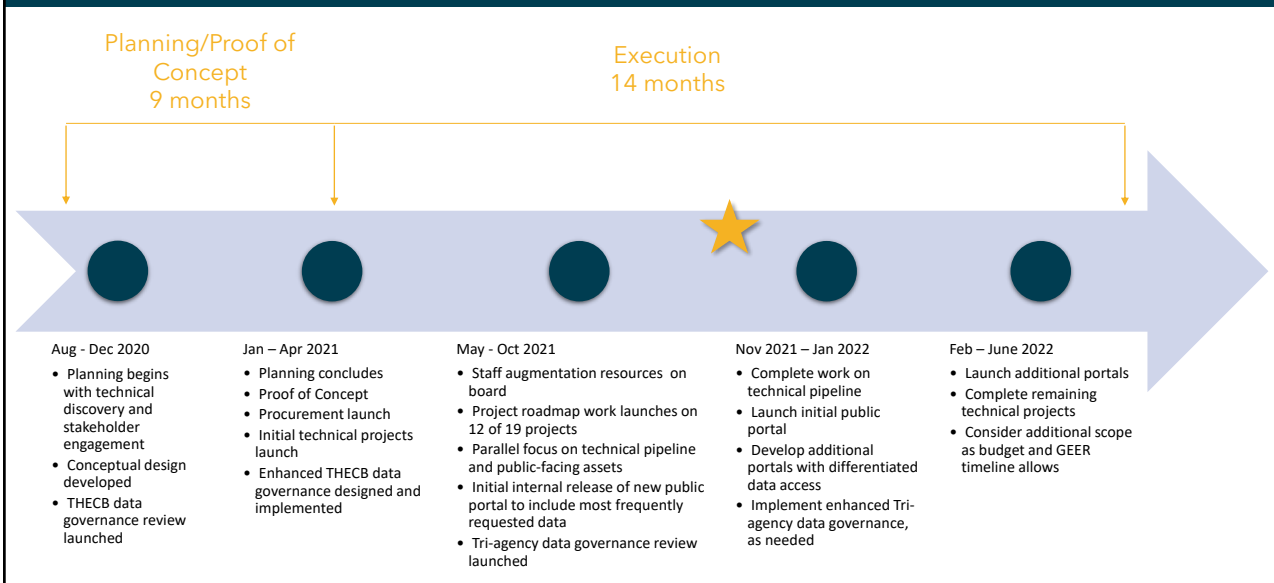 Planning/Proof of
Concept
9 months
Execution
14 months
Aug - Dec 2020
• Planning begins
with technical
discovery and
stakeholder
engagement
• Conceptual design
developed
• THECB data
governance review
launched
Jan – Apr 2021
• Planning concludes
• Proof of Concept
• Procurement launch
• Initial technical projects
launch
• Enhanced THECB data
governance designed and
implemented
May - Oct 2021
• Staff augmentation resources on
board
• Project roadmap work launches on
12 of 19 projects
• Parallel focus on technical pipeline
and public-facing assets
• Initial internal release of new public
portal to include most frequently
requested data
• Tri-agency data governance review
launched
Nov 2021 – Jan 2022
• Complete work on
technical pipeline
• Launch initial public
portal
• Develop additional
portals with differentiated
data access
• Implement enhanced Tri-
agency data governance,
as needed
Feb – June 2022
• Launch additional portals
• Complete remaining
technical projects
• Consider additional scope
as budget and GEER
timeline allows